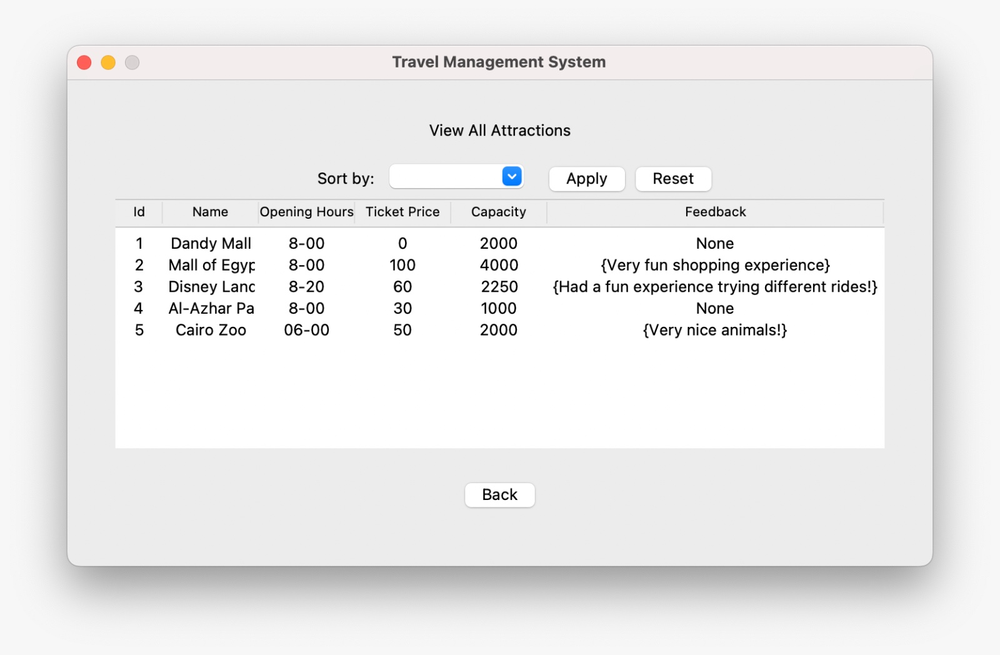 Travel Management System
View All Attractions
Sort by: Apply Reset
Id Name Opening Hours Ticket Price Capacity Feedback
1 Dandy Mall 8-00 0 2000 None
2 Mall of Egyp 8-00 100 4000 {Very fun shopping experience}
3 Disney Lanc 8-20 60 2250 {Had a fun experience trying different rides!}
4 Al-Azhar Pa 8-00 30 1000 None
5 Cairo Zoo 06-00 50 2000 {Very nice animals!}
Back